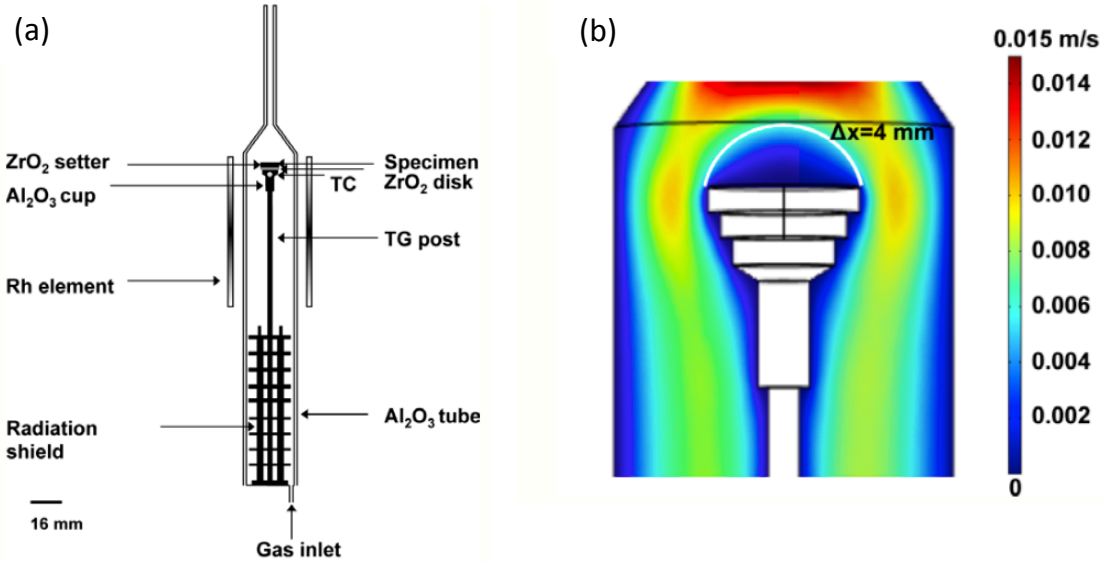 (a)
ZrO₂ setter
Al₂O₃ cup
Rh element
Radiation
shield
16 mm
Specimen
ZrO₂ disk
TC
TG post
Al₂O₃ tube
Gas inlet
(b)
Δx=4 mm
0.015 m/s
0.014
0.012
0.010
0.008
0.006
0.004
0.002
0